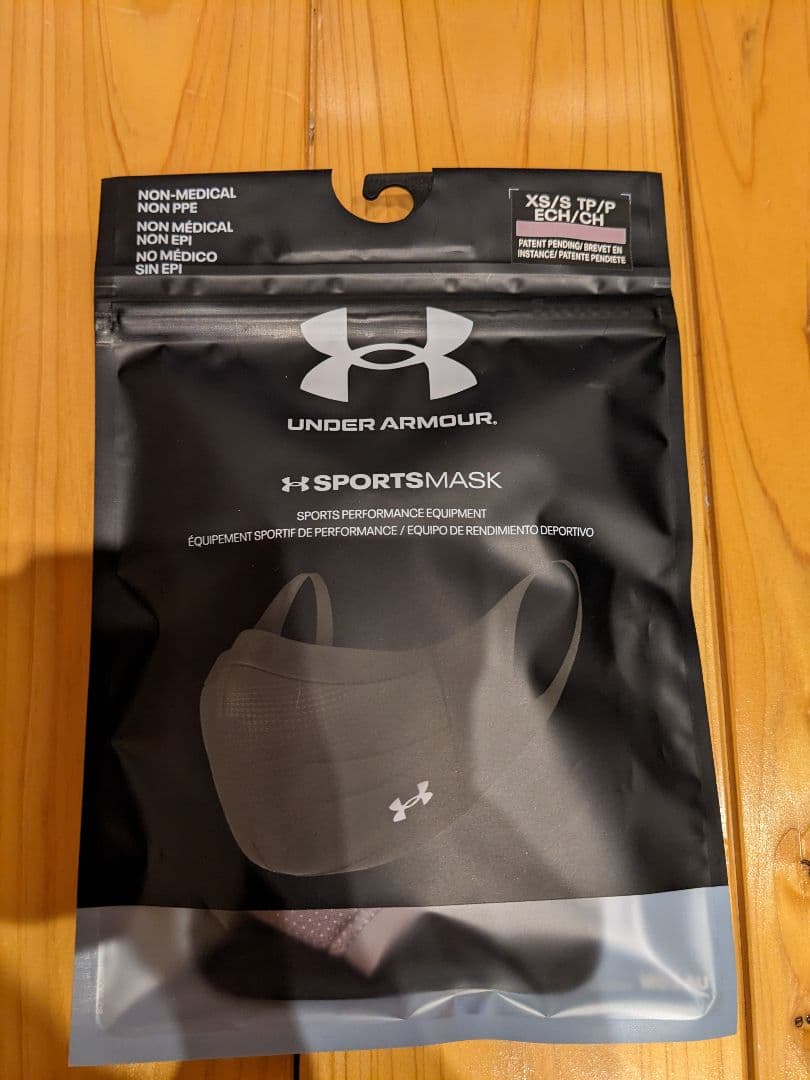 NON-MEDICAL
NON PPE
NON MÉDICAL
NON EPI
NO MÉDICO
SIN EPI
XS/S TP/P
ECH/CH
PATENT PENDING/ BREVET EN
INSTANCE/ PATENTE PENDIETE
UNDER ARMOUR®
SPORTSMASK
SPORTS PERFORMANCE EQUIPMENT
ÉQUIPEMENT SPORTIF DE PERFORMANCE / EQUIPO DE RENDIMIENTO DEPORTIVO